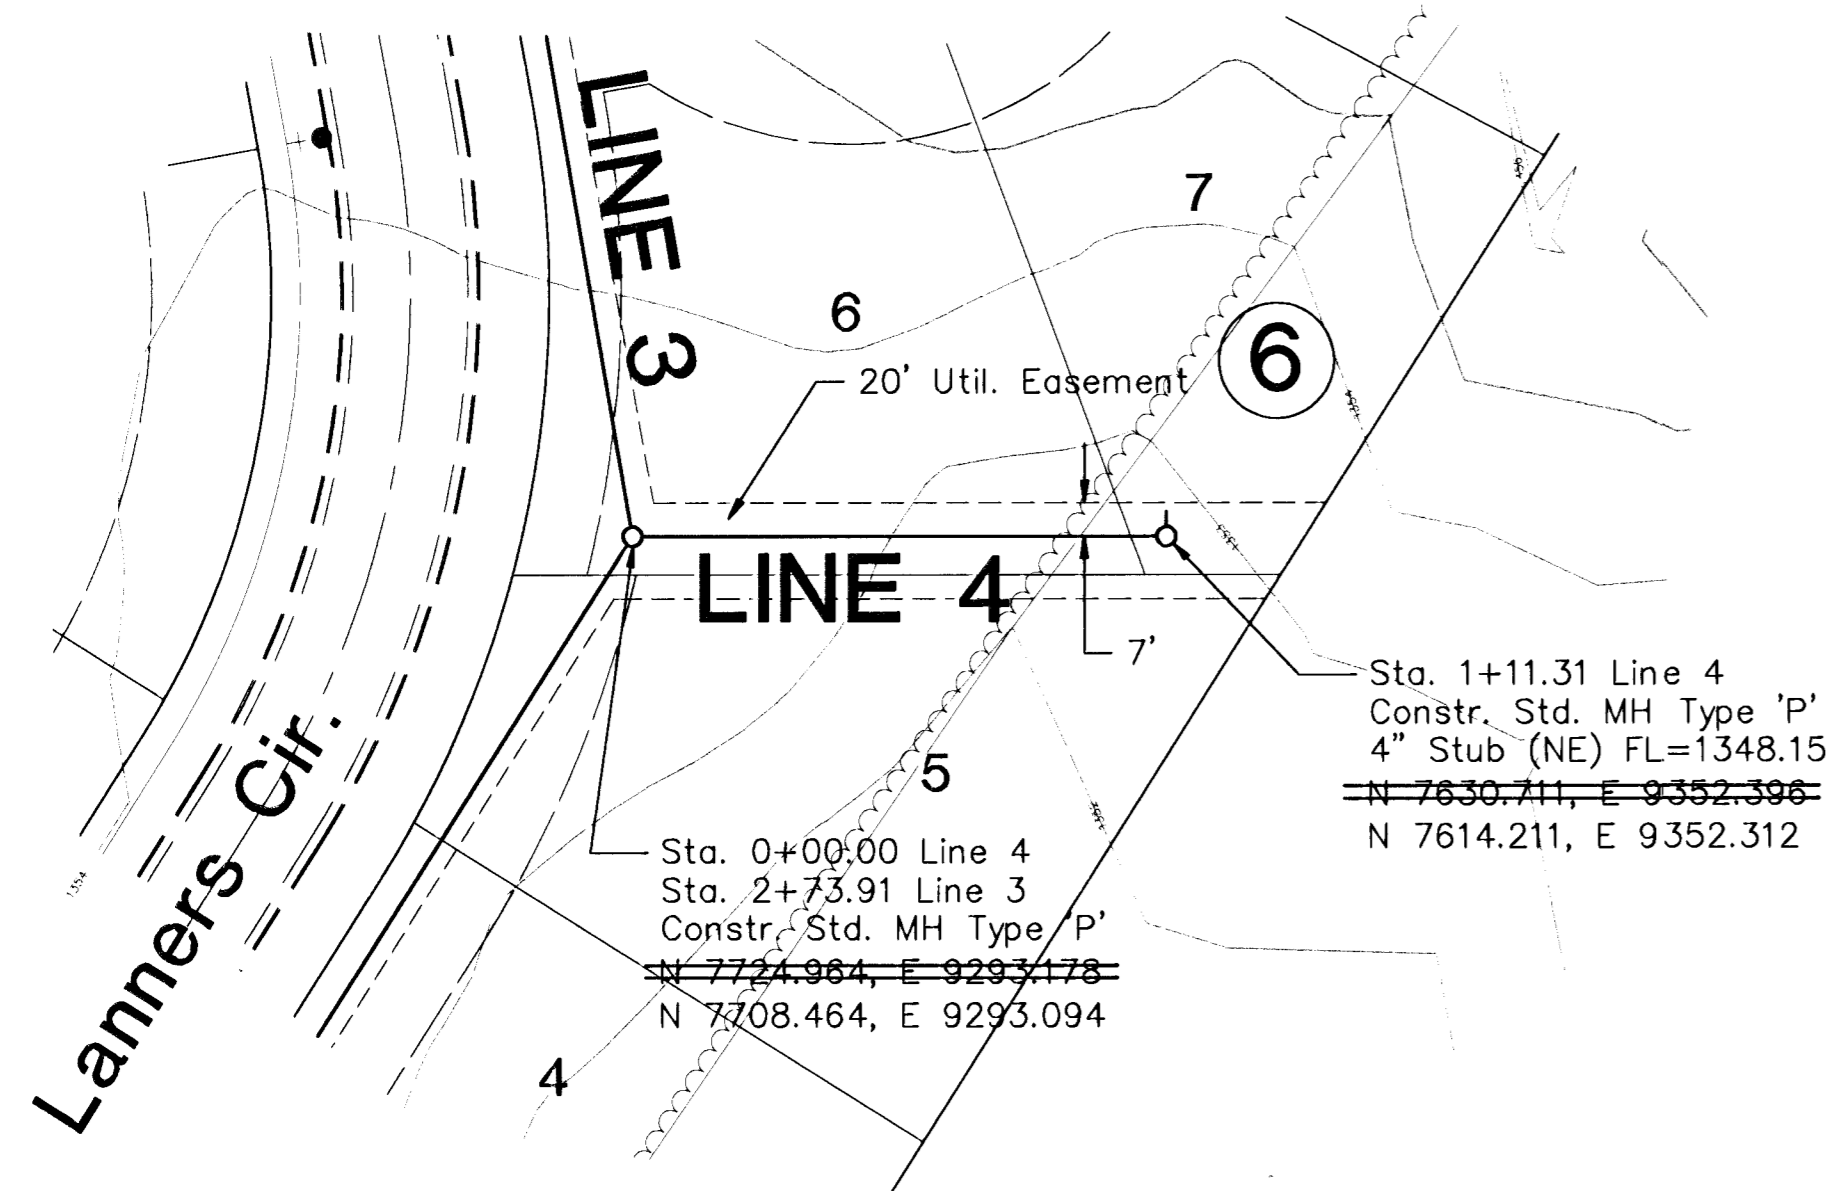 LINE 3
7
6
20' Util. Easement
6
LINE 4
7'
Sta. 1+11.31 Line 4
Constr. Std. MH Type 'P'
4" Stub (NE) FL=1348.15
N 7630.711, E 9352.396
N 7614.211, E 9352.312
Lanners Cir.
5
Sta. 0+00.00 Line 4
Sta. 2+73.91 Line 3
Constr. Std. MH Type 'P'
N 7724.964, E 9293.178
N 7708.464, E 9293.094
4
1354